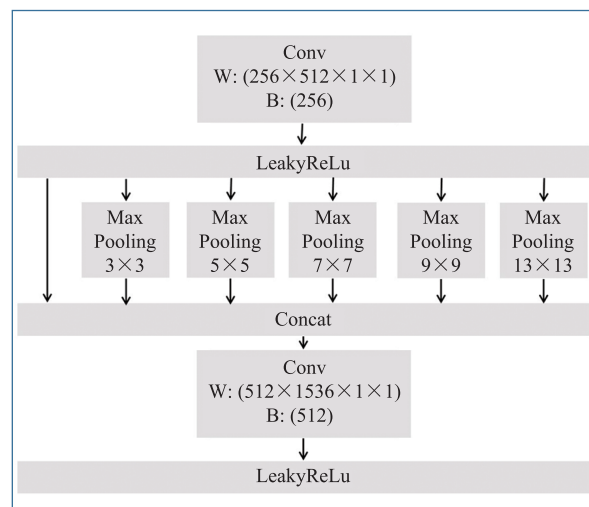 Conv
W: (256×512×1×1)
B: (256)
LeakyReLu
Max
Pooling
3×3
Max
Pooling
5×5
Max
Pooling
7×7
Max
Pooling
9×9
Max
Pooling
13×13
Concat
Conv
W: (512×1536×1×1)
B: (512)
LeakyReLu